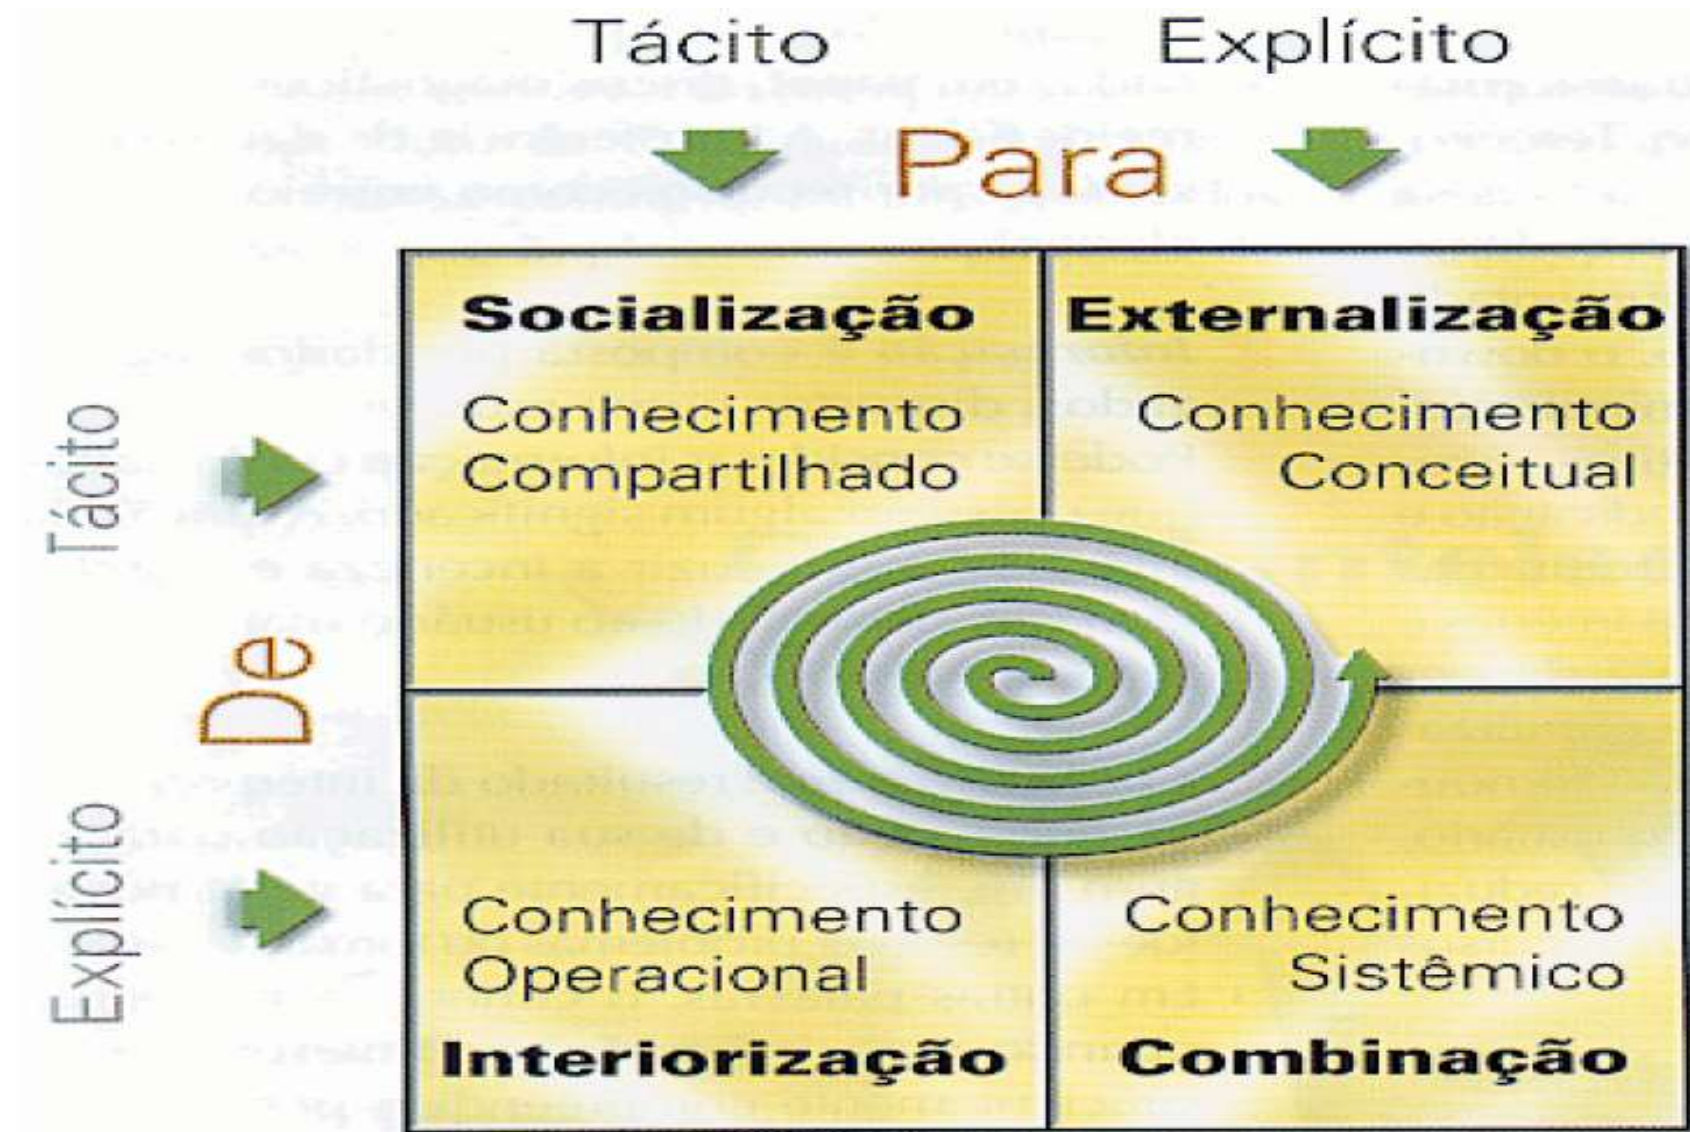 Tácito Explícito
Para
Socialização Externalização
Conhecimento Conhecimento
Compartilhado Conceitual
Tácito
De
Explícito
Conhecimento Conhecimento
Operacional Sistêmico
Interiorização Combinação